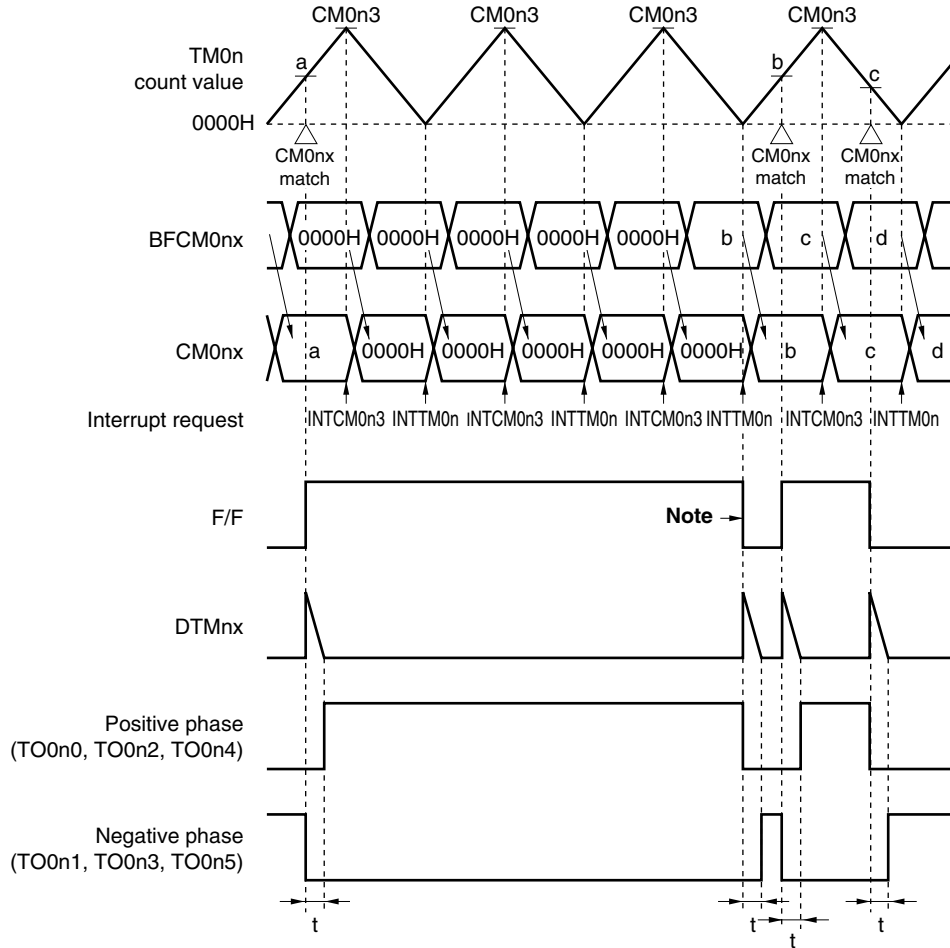 CM0n3 CM0n3 CM0n3 CM0n3
TM0n
count value
a b c
0000H
CM0nx
match
CM0nx
match
CM0nx
match
BFCM0nx 0000H 0000H 0000H 0000H 0000H b c d
CM0nx a 0000H 0000H 0000H 0000H 0000H b c d
Interrupt request INTCM0n3 INTTM0n INTCM0n3 INTTM0n INTCM0n3 INTTM0n INTCM0n3 INTTM0n
F/F Note
DTMnx
Positive phase
(TO0n0, TO0n2, TO0n4)
Negative phase
(TO0n1, TO0n3, TO0n5)
t t t t